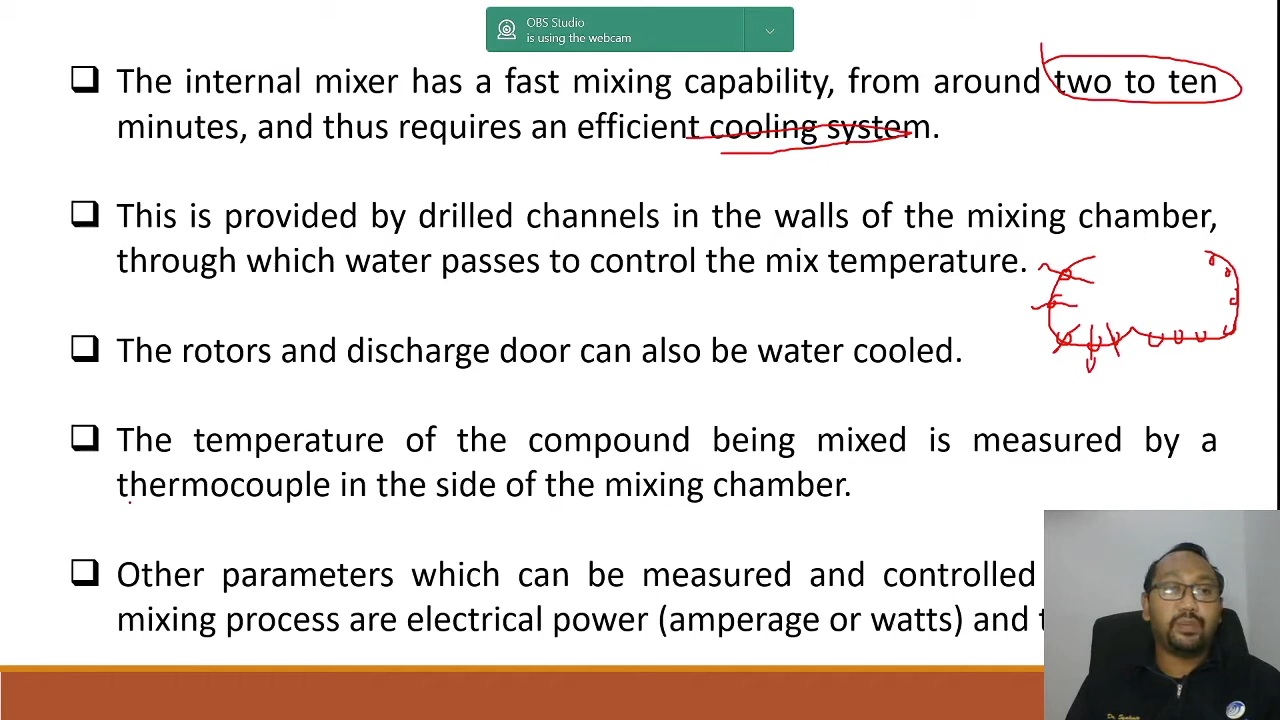 OBS Studio
is using the webcam
The internal mixer has a fast mixing capability, from around two to ten
minutes, and thus requires an efficient cooling system.
This is provided by drilled channels in the walls of the mixing chamber,
through which water passes to control the mix temperature.
The rotors and discharge door can also be water cooled.
The temperature of the compound being mixed is measured by a
thermocouple in the side of the mixing chamber.
Other parameters which can be measured and controlled
mixing process are electrical power (amperage or watts) and